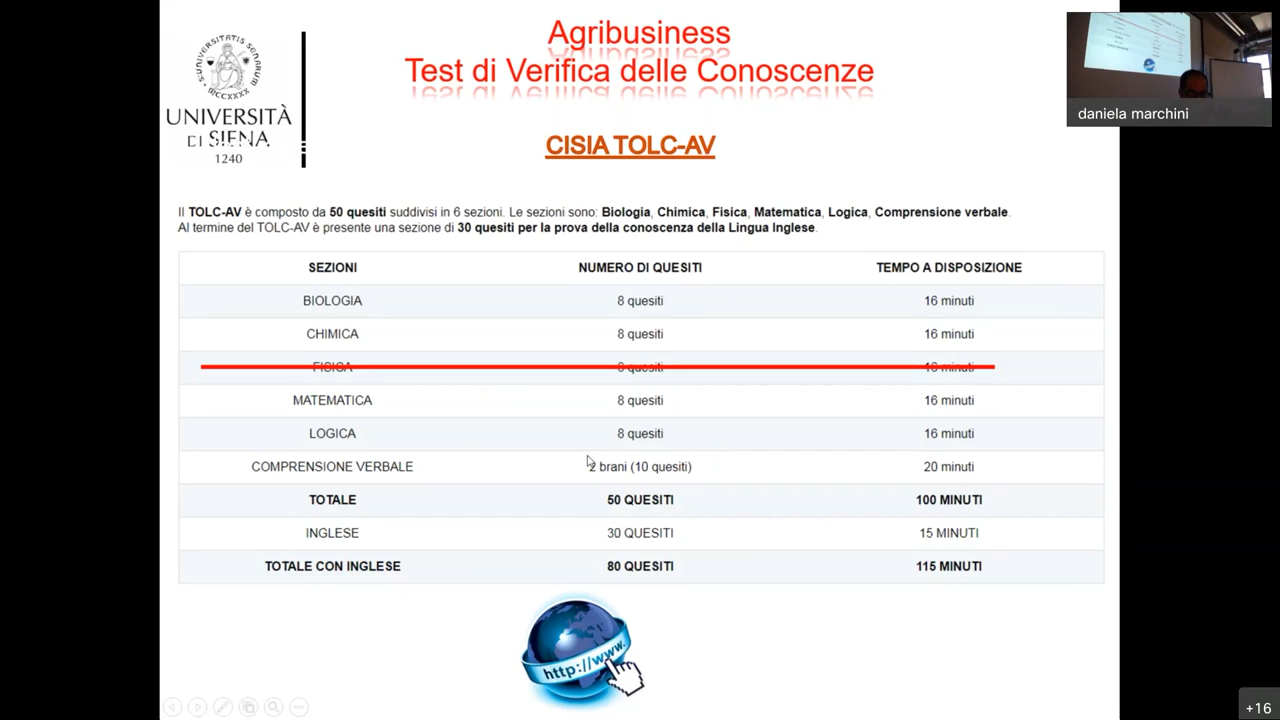 Agribusiness
Test di Verifica delle Conoscenze
UNIVERSITÀ
DI SIENA
1240
daniela marchini
CISIA TOLC-AV
Il TOLC-AV è composto da 50 quesiti suddivisi in 6 sezioni. Le sezioni sono: Biologia, Chimica, Fisica, Matematica, Logica, Comprensione verbale.
Al termine del TOLC-AV è presente una sezione di 30 quesiti per la prova della conoscenza della Lingua Inglese.
SEZIONI NUMERO DI QUESITI TEMPO A DISPOSIZIONE
BIOLOGIA 8 quesiti 16 minuti
CHIMICA 8 quesiti 16 minuti
FISICA 8 quesiti 16 minuti
MATEMATICA 8 quesiti 16 minuti
LOGICA 8 quesiti 16 minuti
COMPRENSIONE VERBALE 2 brani (10 quesiti) 20 minuti
TOTALE 50 QUESITI 100 MINUTI
INGLESE 30 QUESITI 15 MINUTI
TOTALE CON INGLESE 80 QUESITI 115 MINUTI
http://www.
+16